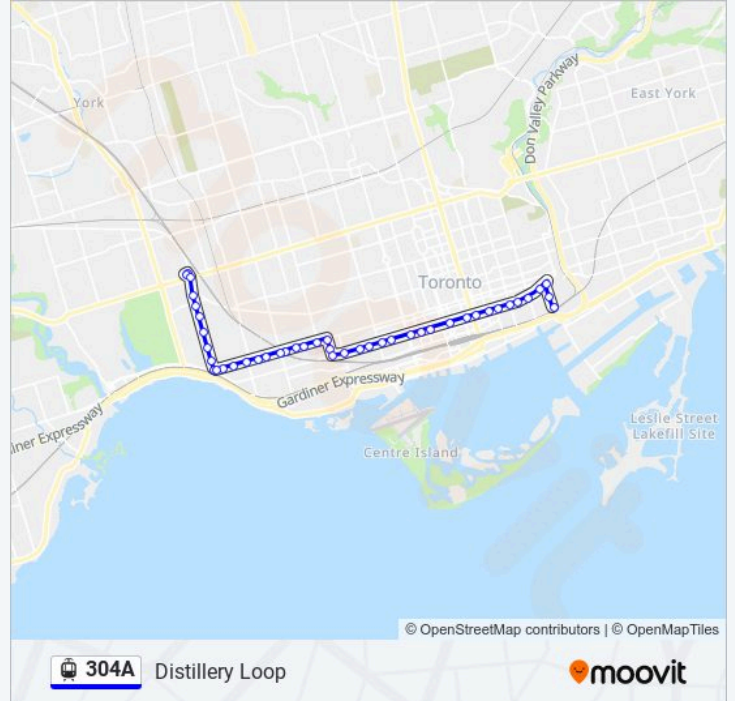 York
Don Valley Parkway
East York
Toronto
Gardiner Expressway
iner Expressway
Centre Island
Leslie Street
Lakefill Site
© OpenStreetMap contributors | © OpenMapTiles
304A Distillery Loop
moovit